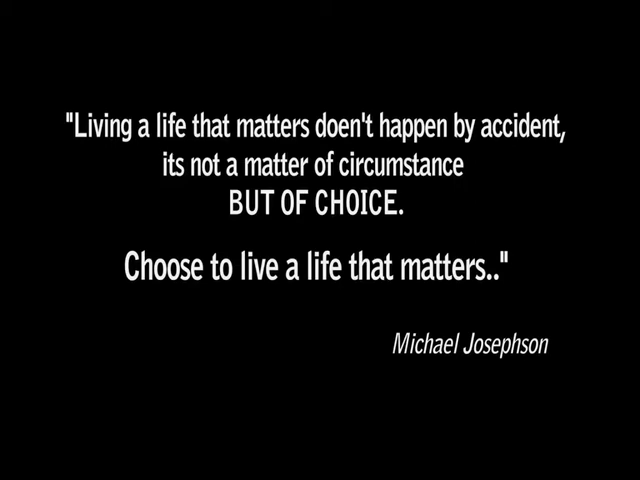 "Living a life that matters doen't happen by accident,
its not a matter of circumstance
BUT OF CHOICE.
Choose to live a life that matters.."
Michael Josephson